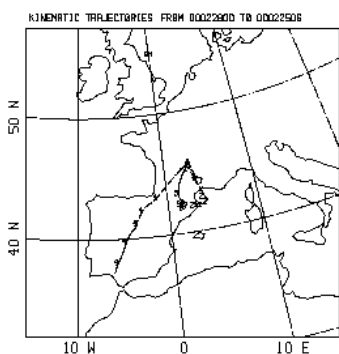 KINEMATIC TRAJECTORIES FROM 00022800 TO 00022506
50 N
40 N
10 W
0
10 E